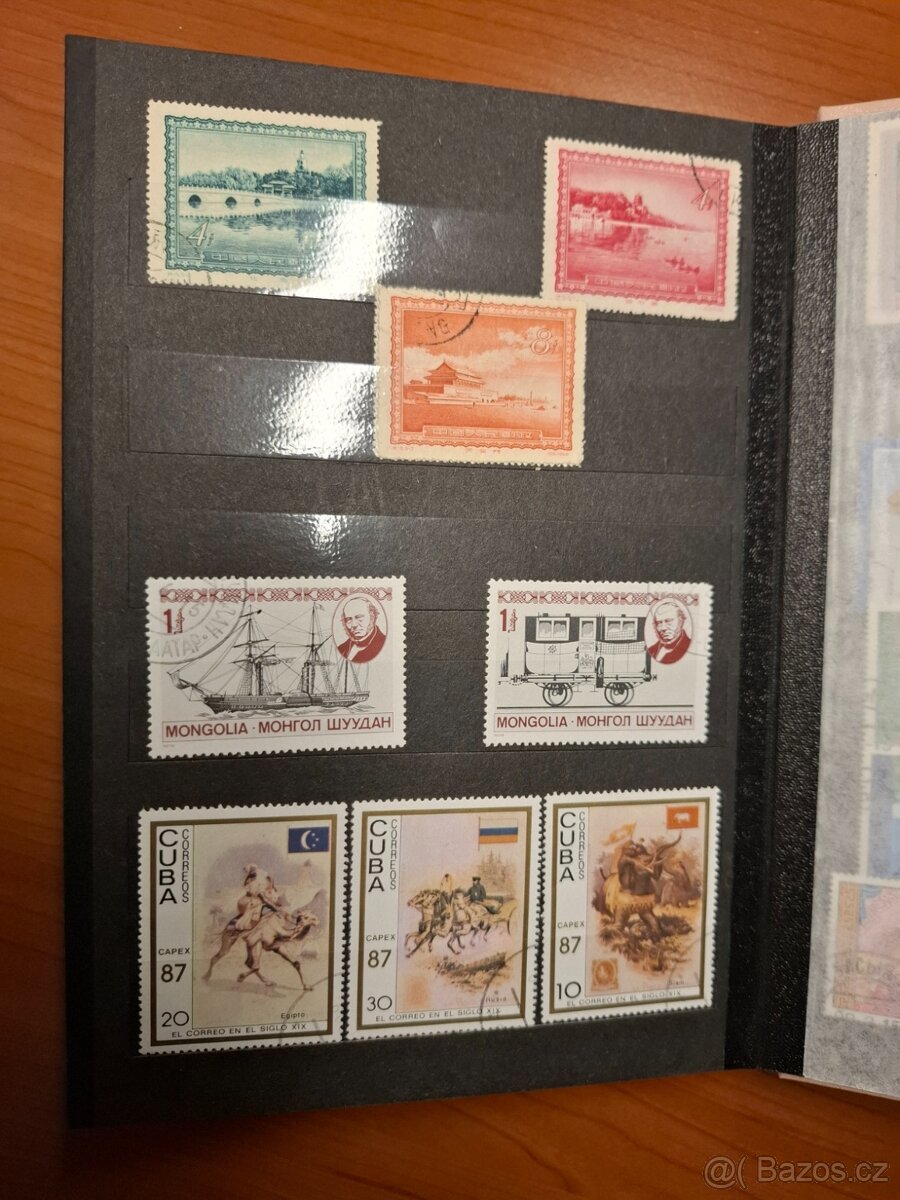 4
4
8
1
MONGOLIA · МОНГОЛ ШУУДАН
1
MONGOLIA · МОНГОЛ ШУУДАН
CUBA
CORREOS
CAPEX
87
20
Egipto
EL CORREO EN EL SIGLO XIX
CUBA
CORREOS
CAPEX
87
30
Rusia
EL CORREO EN EL SIGLO XIX
CUBA
CORREOS
CAPEX
87
10
Siam
EL CORREO EN EL SIGLO XIX
@( Bazos.cz